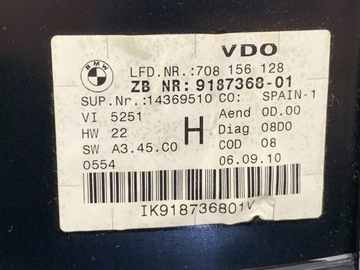 BMW
VDO
LFD.NR.:708 156 128
ZB NR:9187368-01
SUP.Nr:14369510 CO: SPAIN-1
VI 5251
Aend 0D.00
HW 22
H
Diag 08D0
SW A3.45.C0
COD 08
0554
06.09.10
IK918736801V